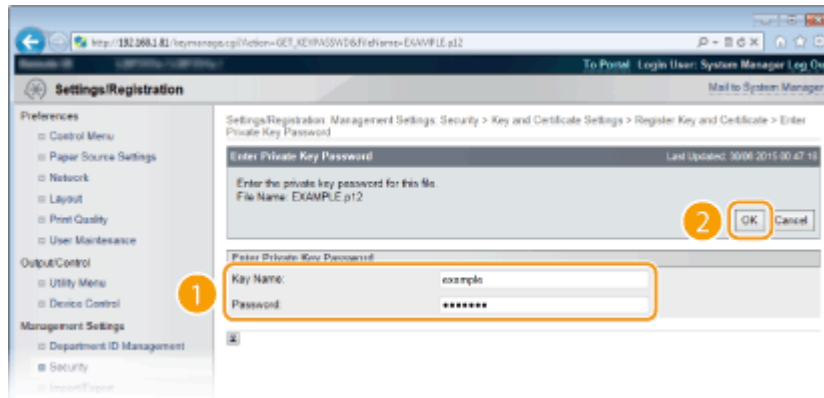 http://192.168.1.81/keymanage.cgi?Action=GET_KEYPASSWD&FileName=EXAMPLE.p12
To Portal Login User: System Manager Log Ou
Settings/Registration
Mail to System Manager
Preferences
Control Menu
Paper Source Settings
Network
Layout
Print Quality
User Maintenance
Output/Control
Utility Menu
Device Control
Management Settings
Department ID Management
Security
Import/Export
Settings/Registration: Management Settings: Security > Key and Certificate Settings > Register Key and Certificate > Enter
Private Key Password
Enter Private Key Password
Last Updated: 30/06 2015 00:47:16
Enter the private key password for this file.
File Name: EXAMPLE.p12
2
OK Cancel
Enter Private Key Password
1
Key Name: example
Password: •••••••